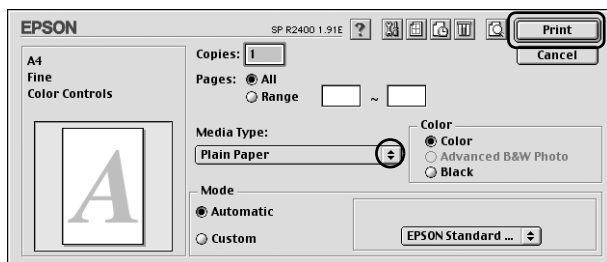 EPSON
SP R2400 1.91E
?
Print
Cancel
A4
Fine
Color Controls
A
Copies: 1
Pages: All
Range ~
Media Type:
Plain Paper
Color
Color
Advanced B&W Photo
Black
Mode
Automatic
Custom
EPSON Standard ...